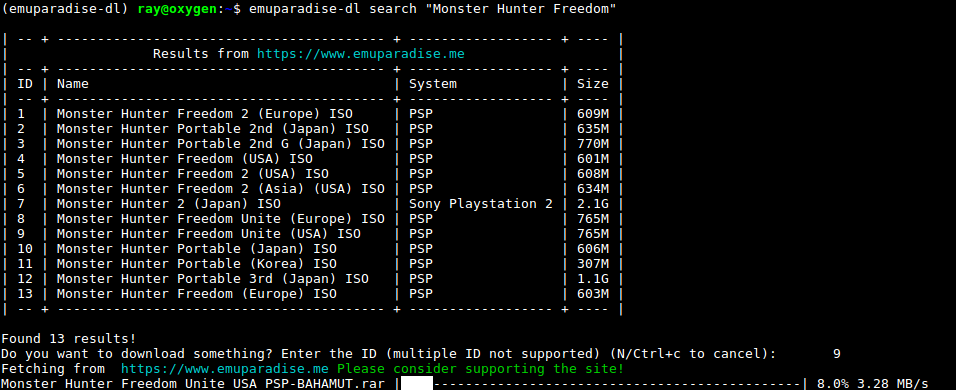 (emuparadise-dl) ray@oxygen:~$ emuparadise-dl search "Monster Hunter Freedom"
| -- + ----------------------------------------- + ------------------ + ---- |
| Results from https://www.emuparadise.me |
| -- + ----------------------------------------- + ------------------ + ---- |
| ID | Name | System | Size |
| -- + ----------------------------------------- + ------------------ + ---- |
| 1 | Monster Hunter Freedom 2 (Europe) ISO | PSP | 609M |
| 2 | Monster Hunter Portable 2nd (Japan) ISO | PSP | 635M |
| 3 | Monster Hunter Portable 2nd G (Japan) ISO | PSP | 770M |
| 4 | Monster Hunter Freedom (USA) ISO | PSP | 601M |
| 5 | Monster Hunter Freedom 2 (USA) ISO | PSP | 608M |
| 6 | Monster Hunter Freedom 2 (Asia) (USA) ISO | PSP | 634M |
| 7 | Monster Hunter 2 (Japan) ISO | Sony Playstation 2 | 2.1G |
| 8 | Monster Hunter Freedom Unite (Europe) ISO | PSP | 765M |
| 9 | Monster Hunter Freedom Unite (USA) ISO | PSP | 765M |
| 10 | Monster Hunter Portable (Japan) ISO | PSP | 606M |
| 11 | Monster Hunter Portable (Korea) ISO | PSP | 307M |
| 12 | Monster Hunter Portable 3rd (Japan) ISO | PSP | 1.1G |
| 13 | Monster Hunter Freedom (Europe) ISO | PSP | 603M |
| -- + ----------------------------------------- + ------------------ + ---- |
Found 13 results!
Do you want to download something? Enter the ID (multiple ID not supported) (N/Ctrl+c to cancel): 9
Fetching from https://www.emuparadise.me Please consider supporting the site!
Monster Hunter Freedom Unite USA PSP-BAHAMUT.rar |████----------------------------------------------| 8.0% 3.28 MB/s